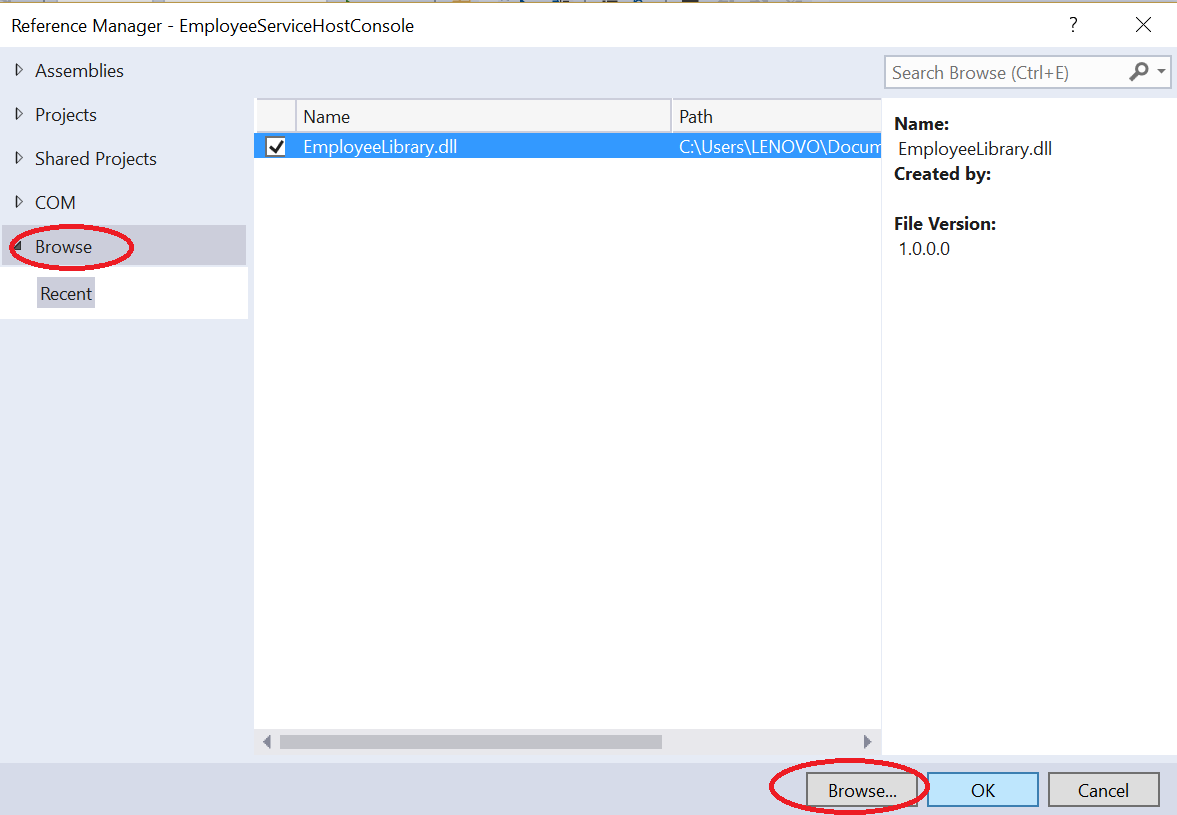 Reference Manager - EmployeeServiceHostConsole
?
Assemblies
Projects
Shared Projects
COM
Browse
Recent
Name
Path
EmployeeLibrary.dll
C:\Users\LENOVO\Docum
Search Browse (Ctrl+E)
Name:
EmployeeLibrary.dll
Created by:
File Version:
1.0.0.0
Browse...
OK
Cancel